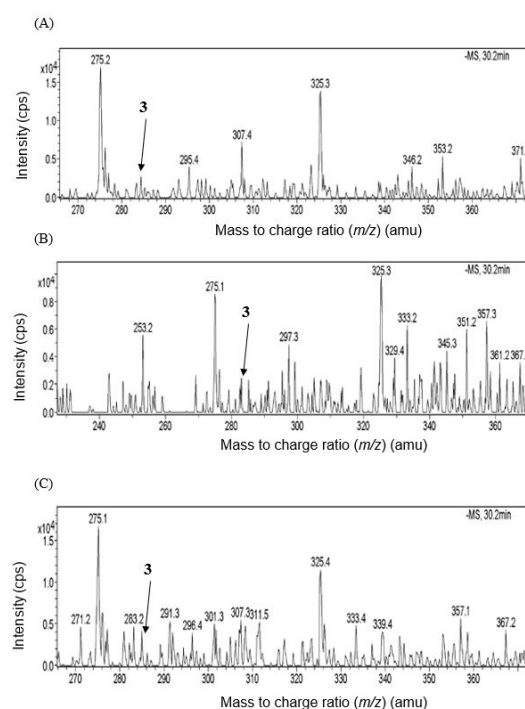 (A)
-MS, 30.2min
275.2
325.3
3
307.4
295.4
346.2
353.2
371.
Intensity (cps)
x10⁴
1.5
1.0
0.5
0.0
270 280 290 300 310 320 330 340 350 360 370
Mass to charge ratio (m/z) (amu)
(B)
-MS, 30.2min
325.3
275.1
3
253.2
297.3
329.4
333.2
345.3
351.2
357.3
361.2
367.
Intensity (cps)
x10⁴
0.8
0.6
0.4
0.2
0.0
240 260 280 300 320 340 360
Mass to charge ratio (m/z) (amu)
(C)
-MS, 30.2min
275.1
325.4
3
271.2
283.2
291.3
296.4
301.3
307.3
311.5
333.4
339.4
357.1
367.2
Intensity (cps)
x10⁴
1.5
1.0
0.5
0.0
270 280 290 300 310 320 330 340 350 360 370
Mass to charge ratio (m/z) (amu)